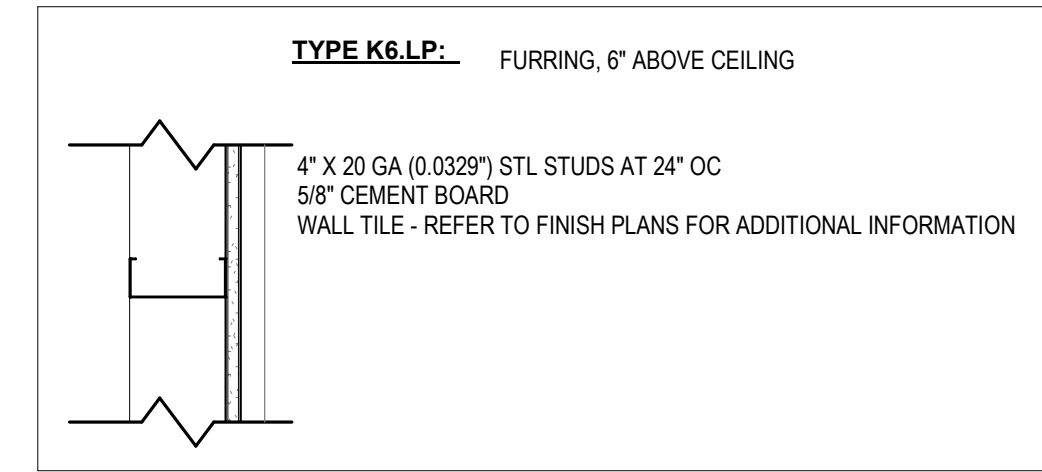 TYPE K6.LP: FURRING, 6" ABOVE CEILING
4" X 20 GA (0.0329") STL STUDS AT 24" OC
5/8" CEMENT BOARD
WALL TILE - REFER TO FINISH PLANS FOR ADDITIONAL INFORMATION